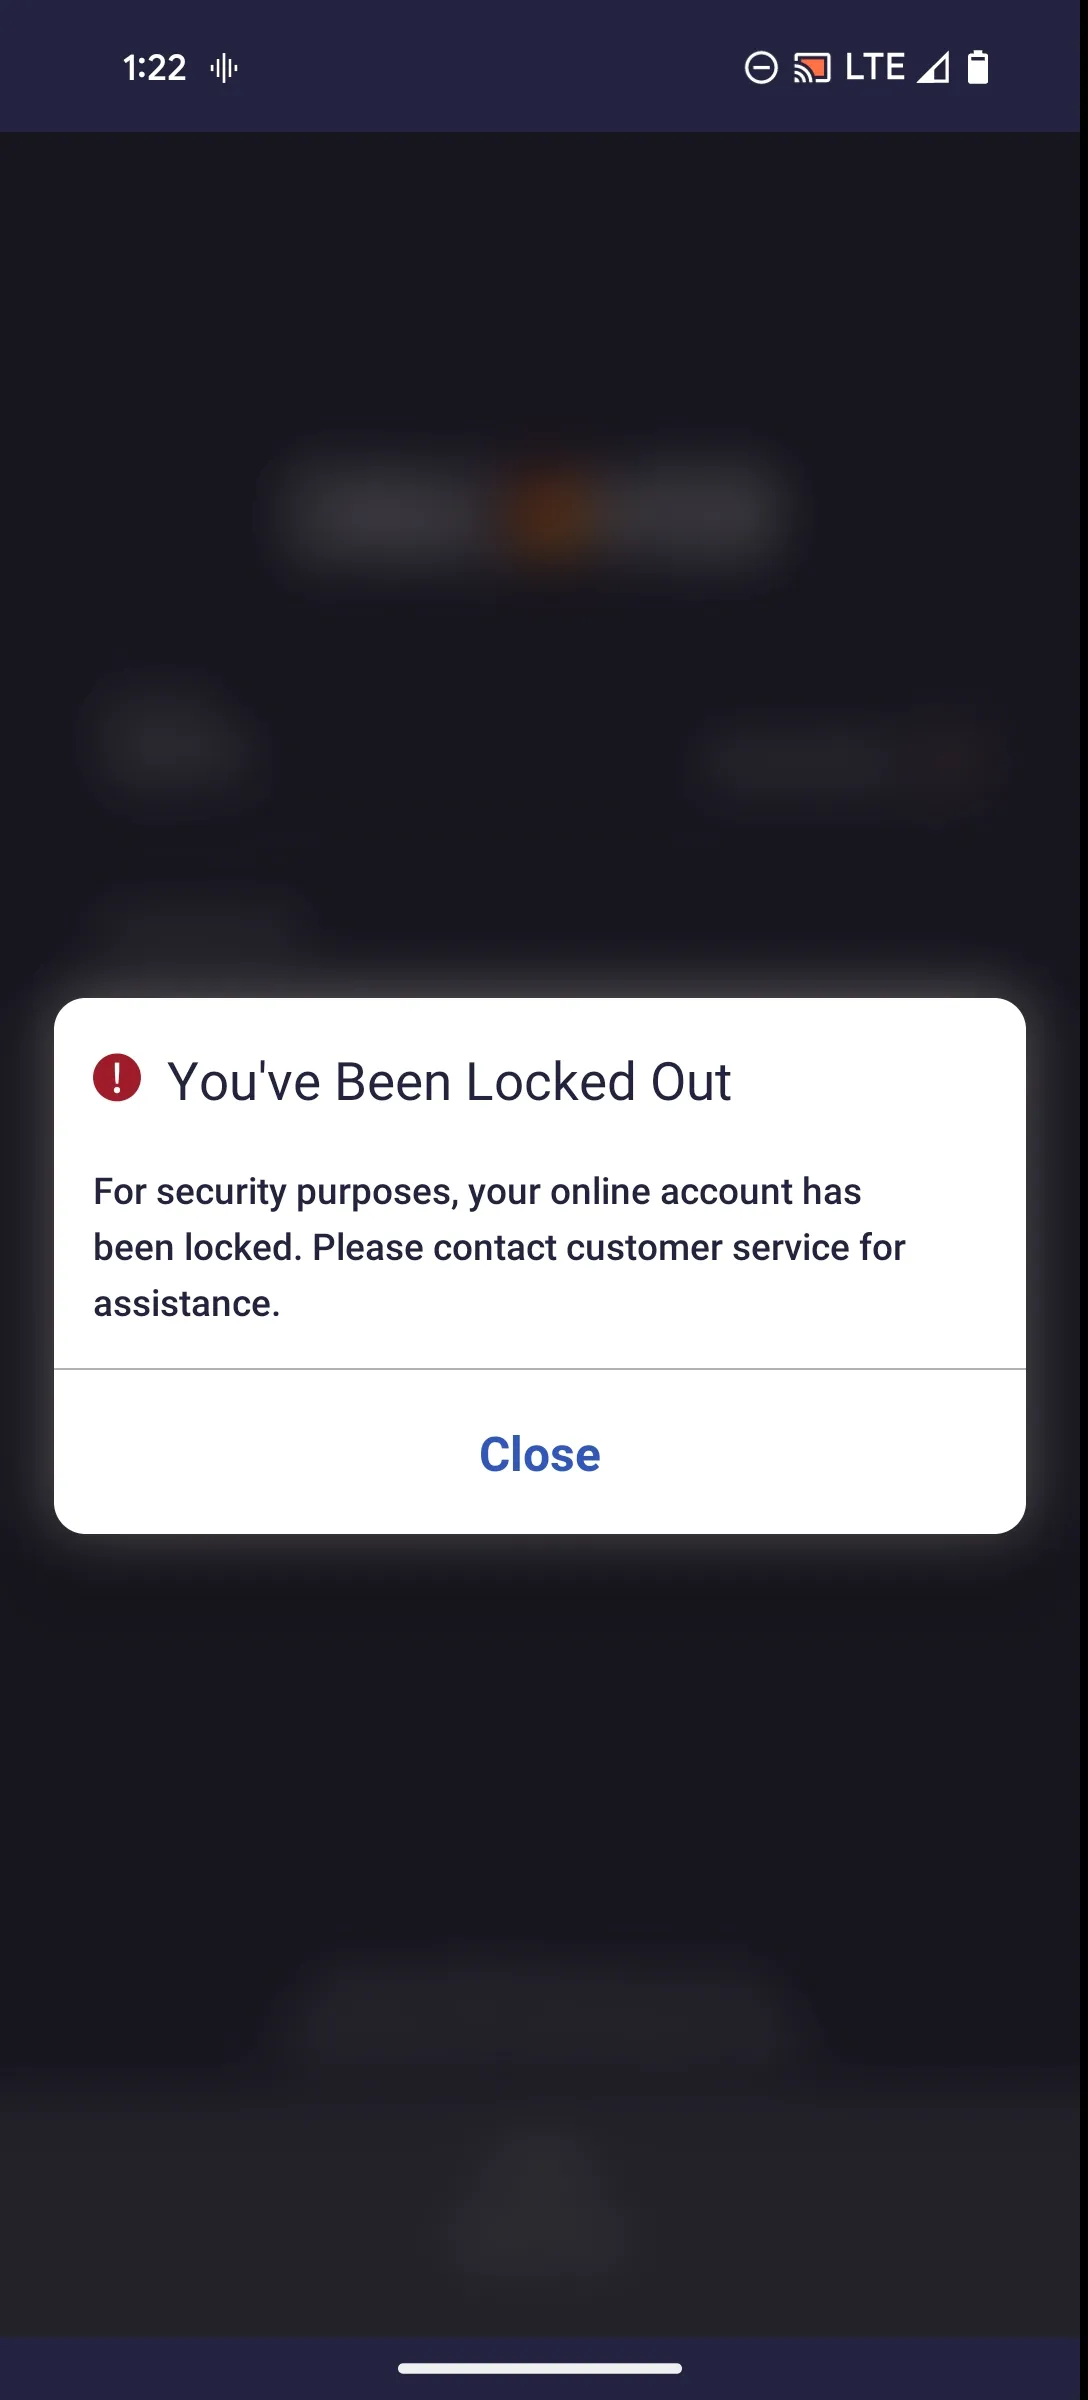 1:22 LTE
You've Been Locked Out
For security purposes, your online account has
been locked. Please contact customer service for
assistance.
Close